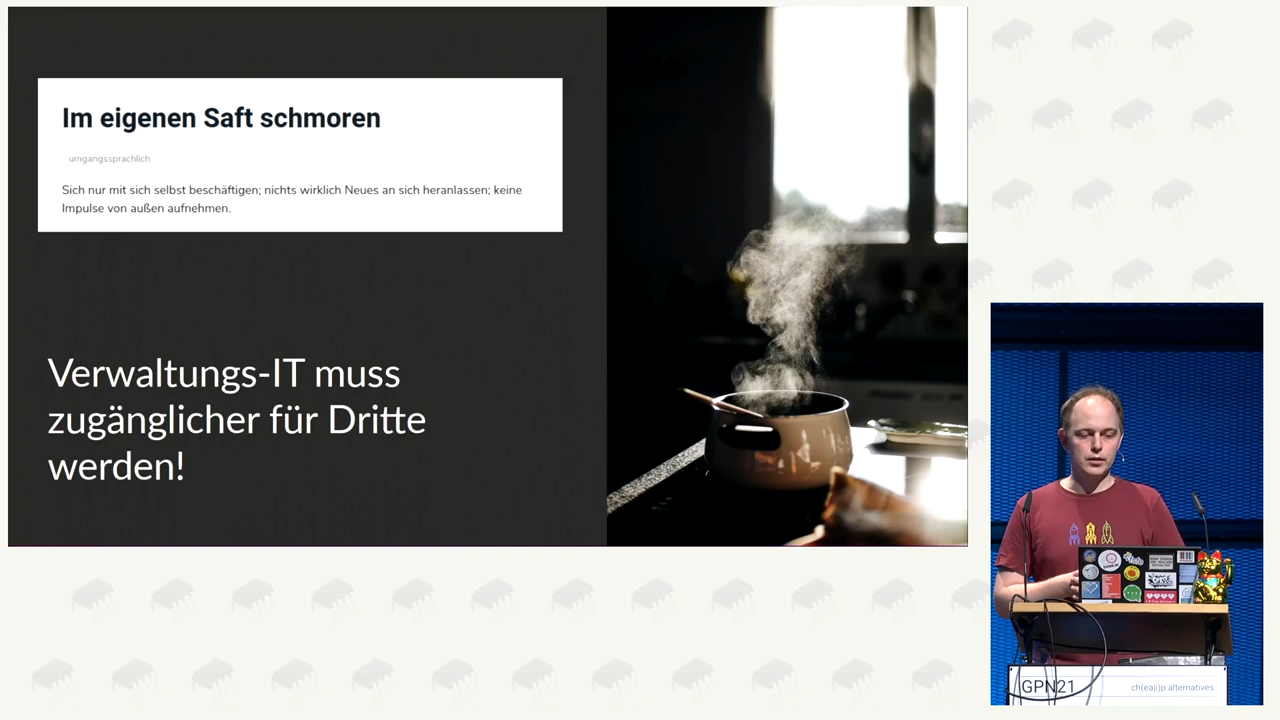 Im eigenen Saft schmoren
umgangssprachlich
Sich nur mit sich selbst beschäftigen; nichts wirklich Neues an sich heranlassen; keine
Impulse von außen aufnehmen.
Verwaltungs-IT muss
zugänglicher für Dritte
werden!
GPN21
ch(eal)p alternatives